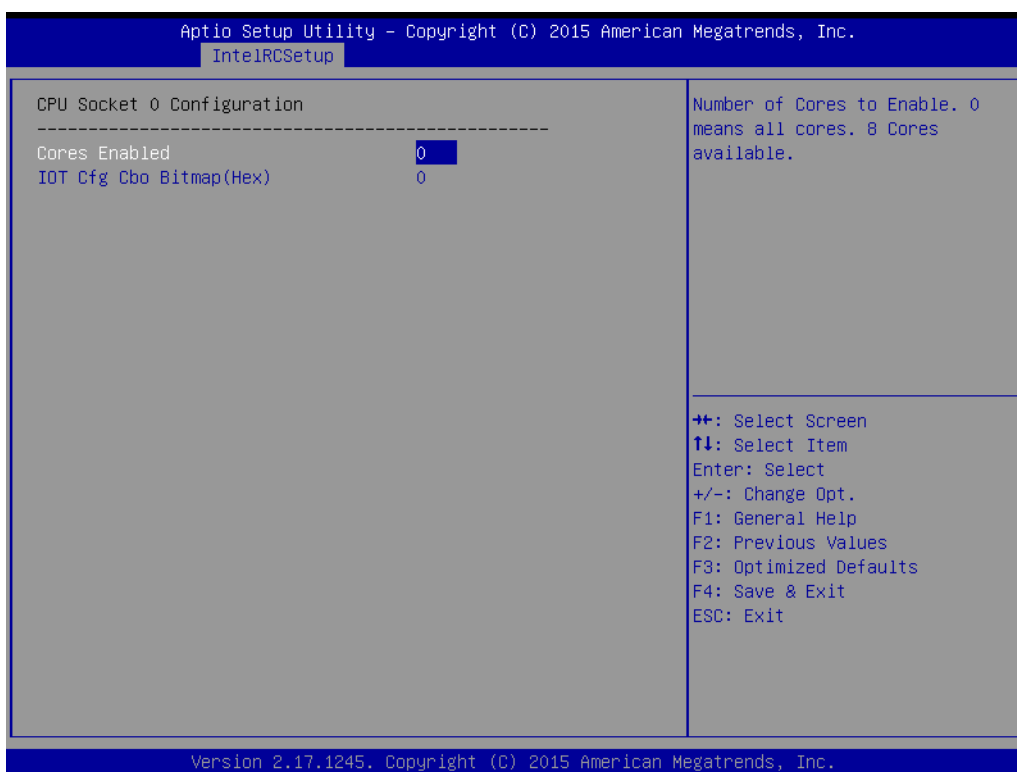 Aptio Setup Utility – Copyright (C) 2015 American Megatrends, Inc.
IntelRCSetup
CPU Socket 0 Configuration
--------------------------------------------------
Cores Enabled 0
IOT Cfg Cbo Bitmap(Hex) 0
Number of Cores to Enable. 0
means all cores. 8 Cores
available.
→←: Select Screen
↑↓: Select Item
Enter: Select
+/-: Change Opt.
F1: General Help
F2: Previous Values
F3: Optimized Defaults
F4: Save & Exit
ESC: Exit
Version 2.17.1245. Copyright (C) 2015 American Megatrends, Inc.